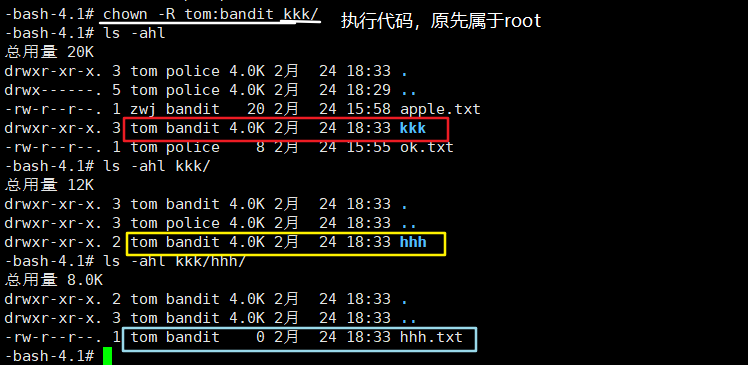 -bash-4.1# chown -R tom:bandit kkk/ 执行代码，原先属于root
-bash-4.1# ls -ahl
总用量 20K
drwxr-xr-x. 3 tom police 4.0K 2月  24 18:33 .
drwx------. 5 tom police 4.0K 2月  24 18:29 ..
-rw-r--r--. 1 zwj bandit   20 2月  24 15:58 apple.txt
drwxr-xr-x. 3 tom bandit 4.0K 2月  24 18:33 kkk
-rw-r--r--. 1 tom police    8 2月  24 15:55 ok.txt
-bash-4.1# ls -ahl kkk/
总用量 12K
drwxr-xr-x. 3 tom bandit 4.0K 2月  24 18:33 .
drwxr-xr-x. 3 tom police 4.0K 2月  24 18:33 ..
drwxr-xr-x. 2 tom bandit 4.0K 2月  24 18:33 hhh
-bash-4.1# ls -ahl kkk/hhh/
总用量 8.0K
drwxr-xr-x. 2 tom bandit 4.0K 2月  24 18:33 .
drwxr-xr-x. 3 tom bandit 4.0K 2月  24 18:33 ..
-rw-r--r--. 1 tom bandit    0 2月  24 18:33 hhh.txt
-bash-4.1#